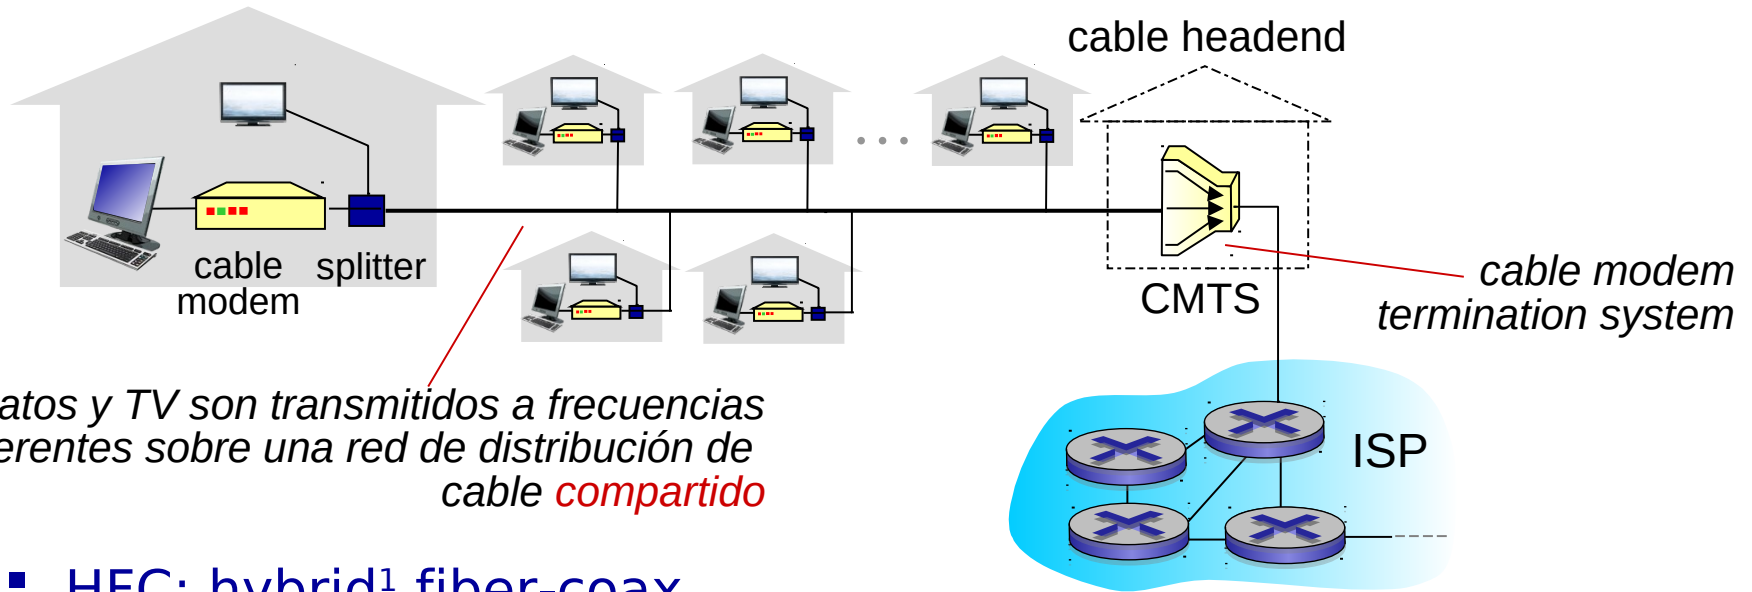 cable headend
cable
modem
splitter
CMTS
cable modem
termination system
atos y TV son transmitidos a frecuencias
erentes sobre una red de distribución de
cable compartido
ISP
HFC: hybrid¹ fiber-coax